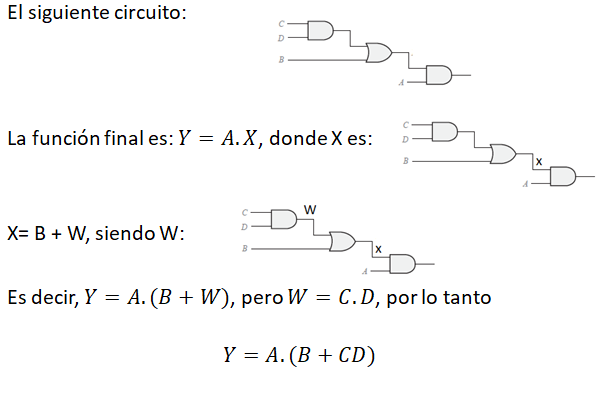 El siguiente circuito:
C
D
B
A
La función final es: Y = A.X, donde X es:
C
D
B
X
A
X= B + W, siendo W:
C
W
D
B
X
A
Es decir, Y = A.(B + W), pero W = C.D, por lo tanto
Y = A.(B + CD)